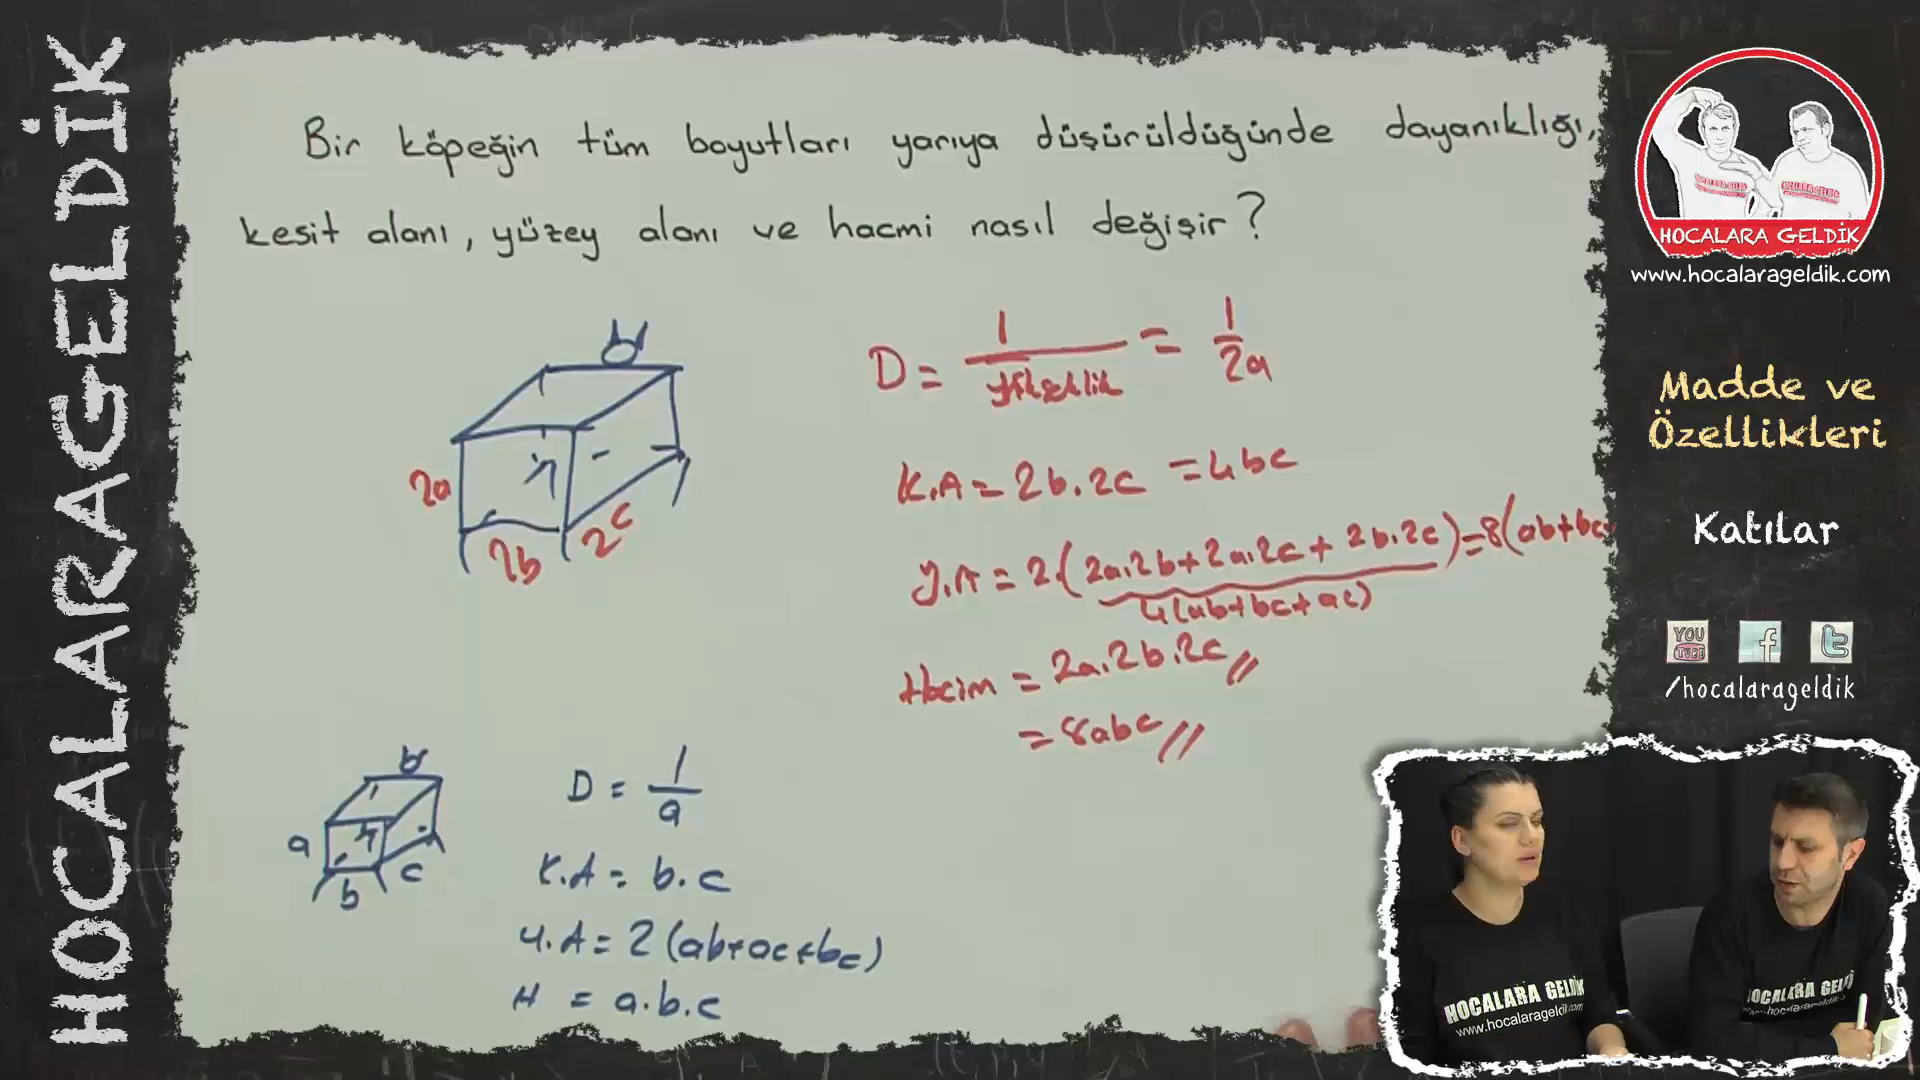 HOCALARAGELDİK
Bir köpeğin tüm boyutları yarıya düşürüldüğünde dayanıklığı,
kesit alanı, yüzey alanı ve hacmi nasıl değişir?
2a
2b
2c
D = 1/yükseklik = 1/2a
K.A = 2b.2c = 4bc
Y.A = 2.(2a.2b+2a.2c+2b.2c)=8(ab+bc+
4(ab+bc+ac)
Hacim = 2a.2b.2c //
= 8abc //
a
b
c
D = 1/a
K.A = b.c
Y.A = 2(ab+ac+bc)
H = a.b.c
HOCALARA GELDİK
www.hocalarageldik.com
Madde ve
Özellikleri
Katılar
YOU
TUBE
f
t
/hocalarageldik
HOCALARA GELDİK
www.hocalarageldik.com
HOCALARA GELDİ